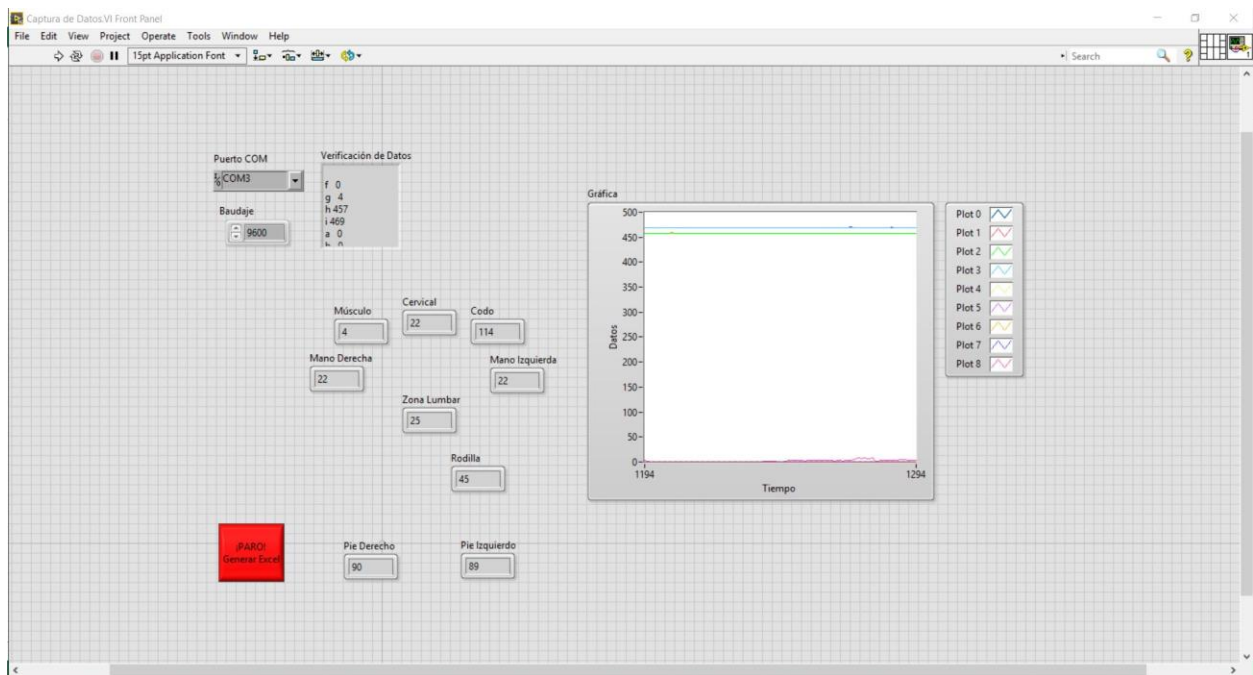 Captura de Datos.VI Front Panel
File Edit View Project Operate Tools Window Help
15pt Application Font
Search
1
Puerto COM
COM3
Baudaje
9600
Verificación de Datos
f 0
g 4
h 457
i 469
a 0
b 0
Músculo
4
Cervical
22
Codo
114
Mano Derecha
22
Mano Izquierda
22
Zona Lumbar
25
Rodilla
45
¡PARO!
Generar Excel
Pie Derecho
90
Pie Izquierdo
89
Gráfica
Datos
500
450
400
350
300
250
200
150
100
50
0
1194
1294
Tiempo
Plot 0
Plot 1
Plot 2
Plot 3
Plot 4
Plot 5
Plot 6
Plot 7
Plot 8